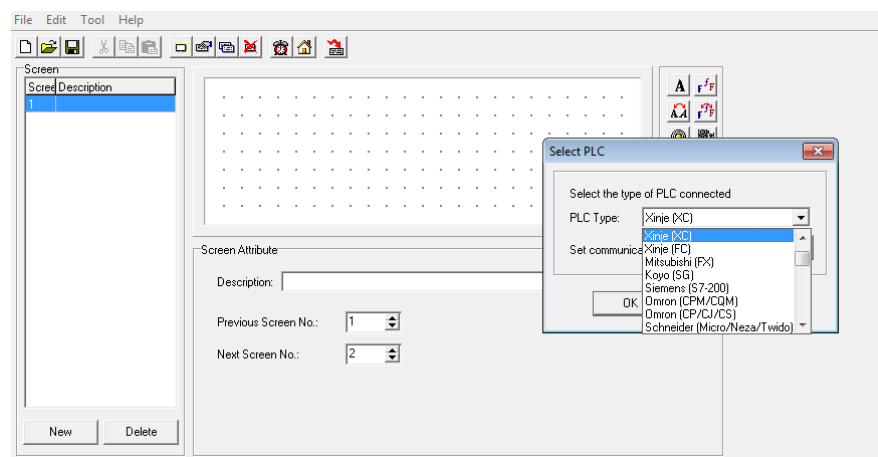 File Edit Tool Help
Screen
Scree Description
1
A F f F
Select PLC
Select the type of PLC connected
PLC Type: Xinje (XC)
Xinje (XC)
Set communica
Xinje (FC)
Mitsubishi (FX)
Koyo (SG)
Siemens (S7-200)
Omron (CPM/CQM)
Omron (CP/CJ/CS)
Schneider (Micro/Neza/Twido)
OK
Screen Attribute
Description:
Previous Screen No.: 1
Next Screen No.: 2
New Delete